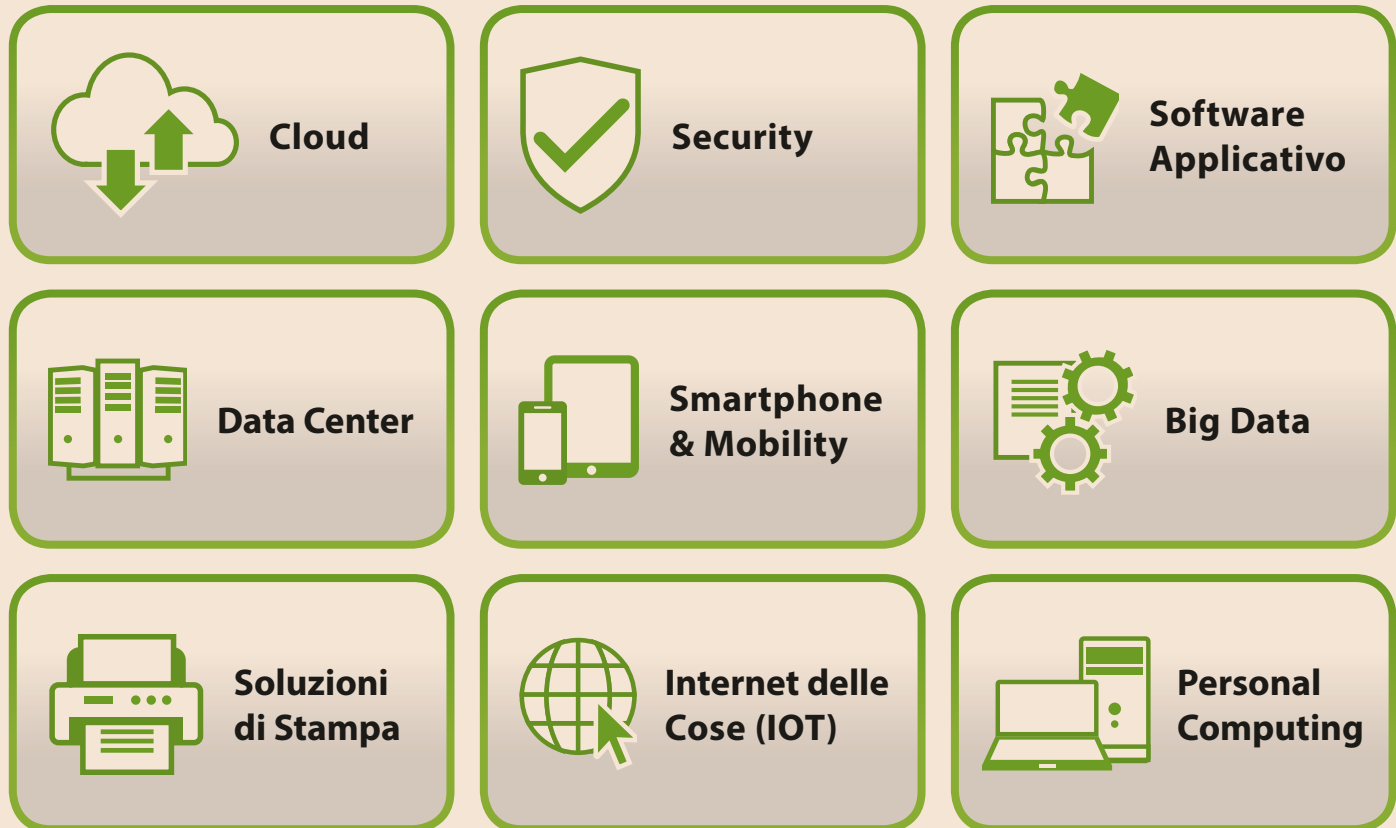 Cloud
Security
Software
Applicativo
Data Center
Smartphone
& Mobility
Big Data
Soluzioni
di Stampa
Internet delle
Cose (IOT)
Personal
Computing